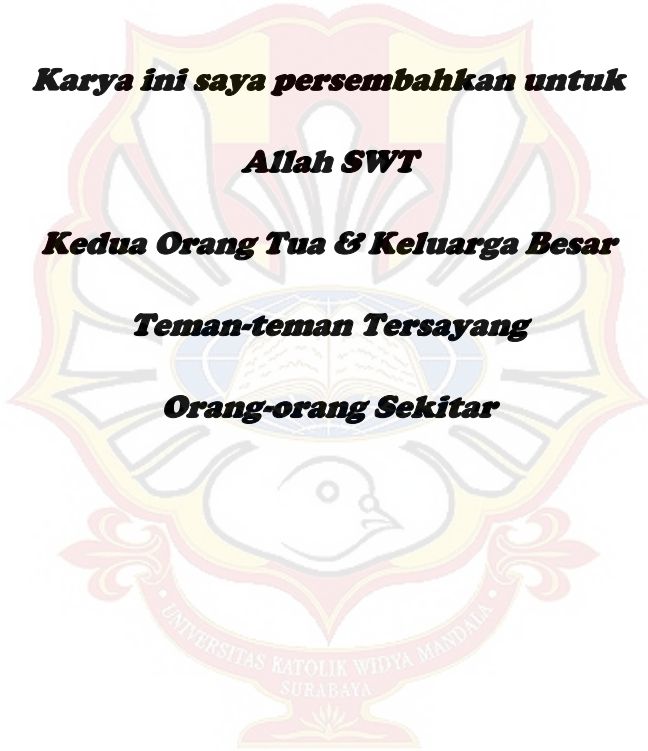 Karya ini saya persembahkan untuk
Allah SWT
Kedua Orang Tua & Keluarga Besar
Teman-teman Tersayang
Orang-orang Sekitar
UNIVERSITAS KATOLIK WIDYA MANDALA
SURABAYA